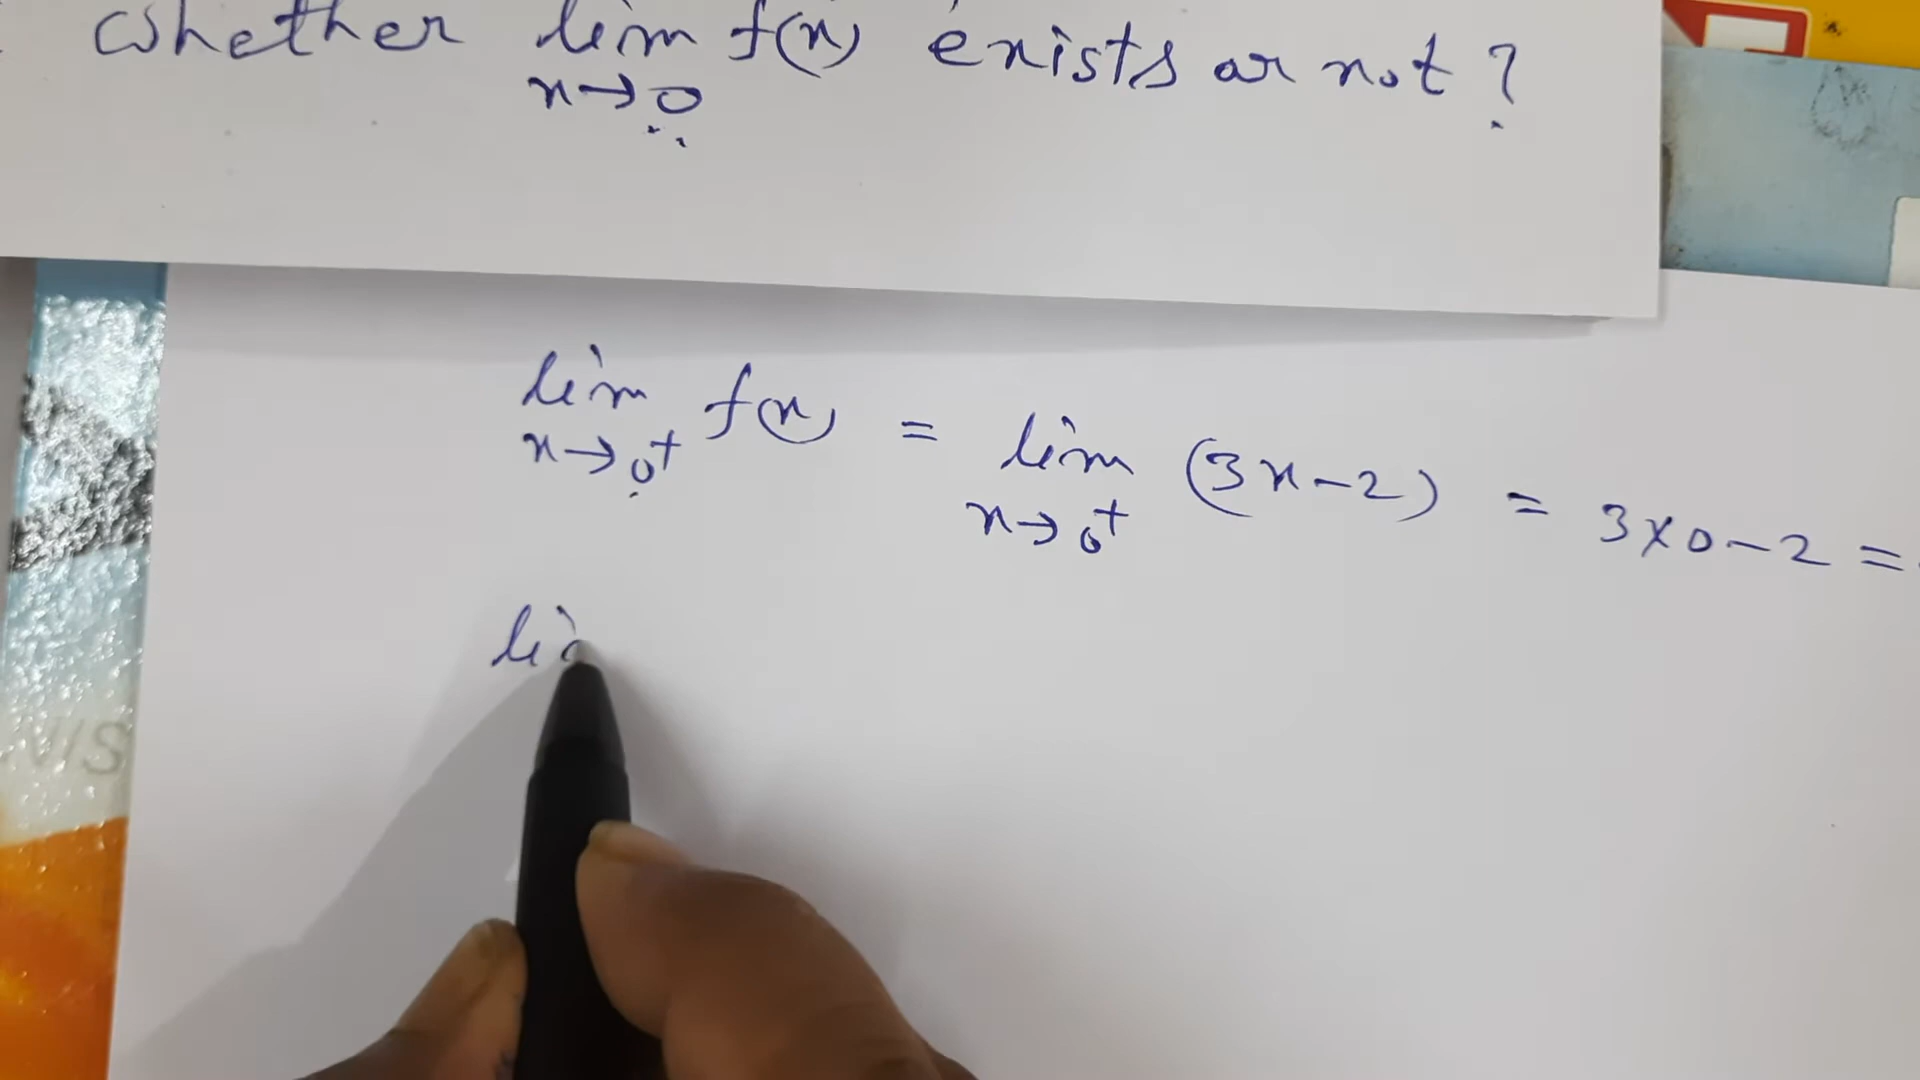 Whether lim f(x) exists or not ?
x→0
lim f(x) = lim (3x-2) = 3×0-2 =
x→0⁺ x→0⁺
li